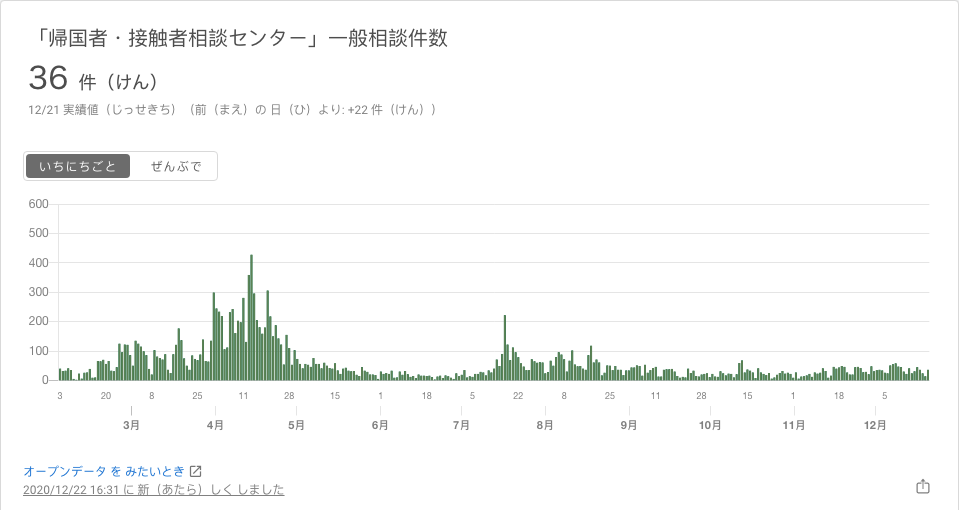 「帰国者・接触者相談センター」一般相談件数
36 件（けん）
12/21 実績値（じっせきち）（前（まえ）の 日（ひ）より: +22 件（けん））
いちにちごと ぜんぶで
600
500
400
300
200
100
0
3 20 8 25 11 28 15 1 18 5 22 8 25 11 28 15 1 18 5
3月 4月 5月 6月 7月 8月 9月 10月 11月 12月
オープンデータ を みたいとき
2020/12/22 16:31 に 新（あたら）しく しました